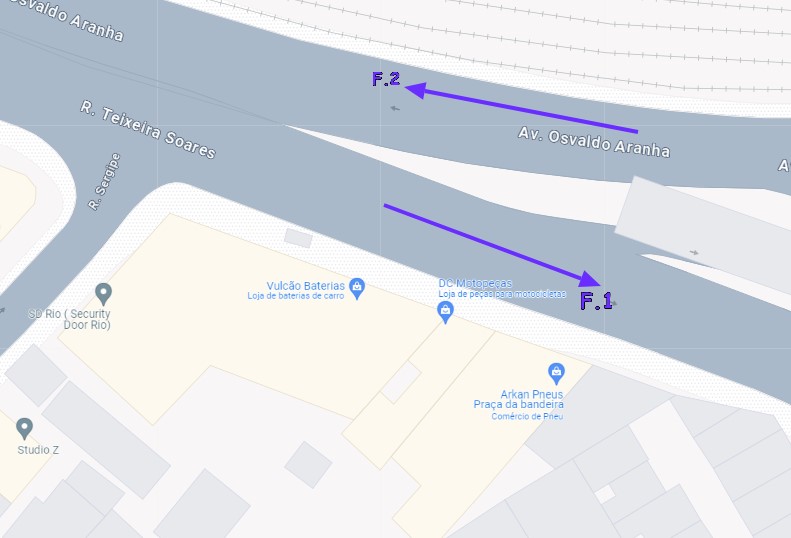 Osvaldo Aranha
F.2
R. Teixeira Soares
Av. Osvaldo Aranha
R. Sergipe
Vulcão Baterias
Loja de baterias de carro
DC Motopeças
Loja de peças para motocicletas
F.1
Rio ( Security
Door Rio)
Arkan Pneus
Praça da bandeira
Comércio de Pneu
Studio Z